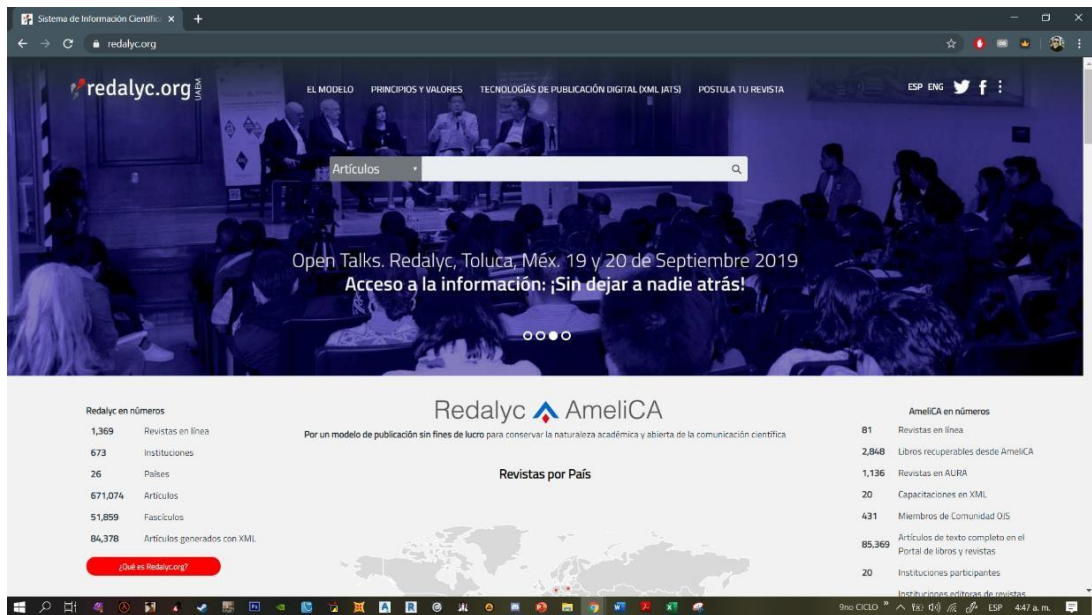 Sistema de Información Científic
redalyc.org
redalyc.org UAEM
EL MODELO PRINCIPIOS Y VALORES TECNOLOGÍAS DE PUBLICACIÓN DIGITAL (XML JATS) POSTULA TU REVISTA
ESP ENG
Artículos
Open Talks. Redalyc, Toluca, Méx. 19 y 20 de Septiembre 2019
Acceso a la información: ¡Sin dejar a nadie atrás!
Redalyc en números
1,369 Revistas en línea
673 Instituciones
26 Países
671,074 Artículos
51,859 Fascículos
84,378 Artículos generados con XML
¿Qué es Redalyc.org?
Redalyc AmeliCA
Por un modelo de publicación sin fines de lucro para conservar la naturaleza académica y abierta de la comunicación científica
Revistas por País
AmeliCA en números
81 Revistas en línea
2,848 Libros recuperables desde AmeliCA
1,136 Revistas en AURA
20 Capacitaciones en XML
431 Miembros de Comunidad OJS
85,369 Artículos de texto completo en el
Portal de libros y revistas
20 Instituciones participantes
Instituciones editoras de revistas
9no CICLO ESP 4:47 a. m.